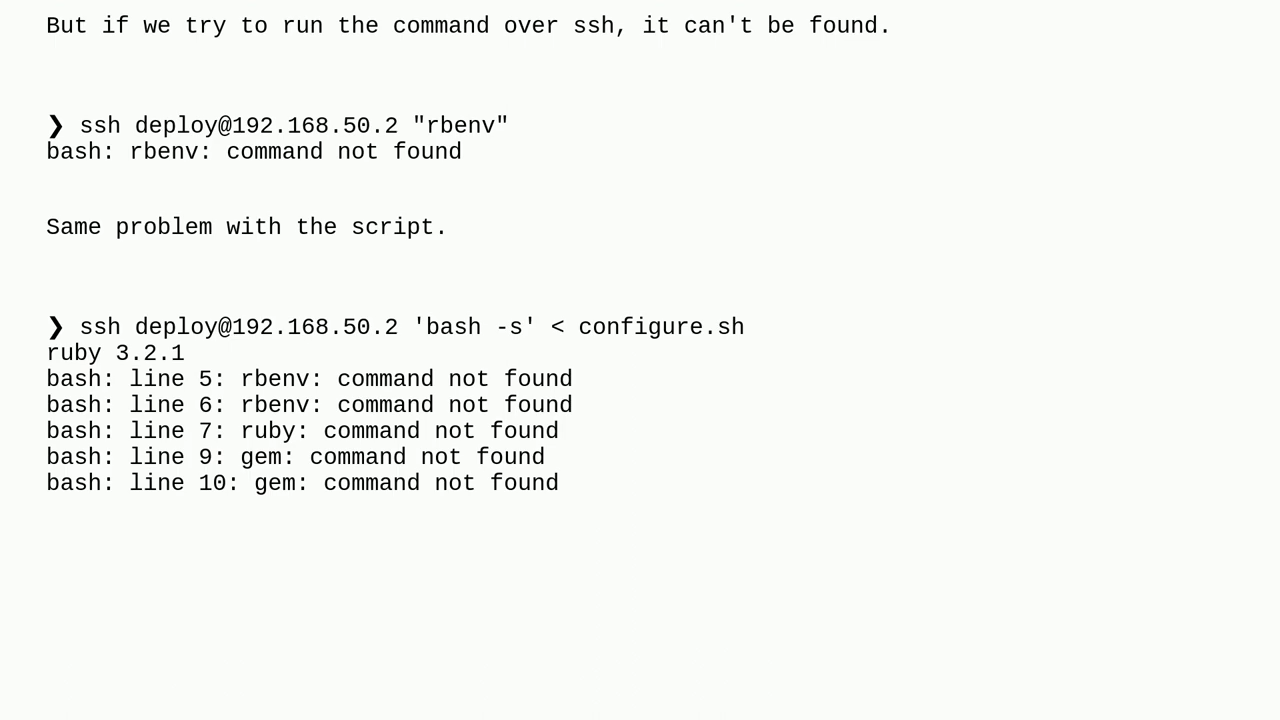 But if we try to run the command over ssh, it can't be found.
❯ ssh deploy@192.168.50.2 "rbenv"
bash: rbenv: command not found
Same problem with the script.
❯ ssh deploy@192.168.50.2 'bash -s' < configure.sh
ruby 3.2.1
bash: line 5: rbenv: command not found
bash: line 6: rbenv: command not found
bash: line 7: ruby: command not found
bash: line 9: gem: command not found
bash: line 10: gem: command not found